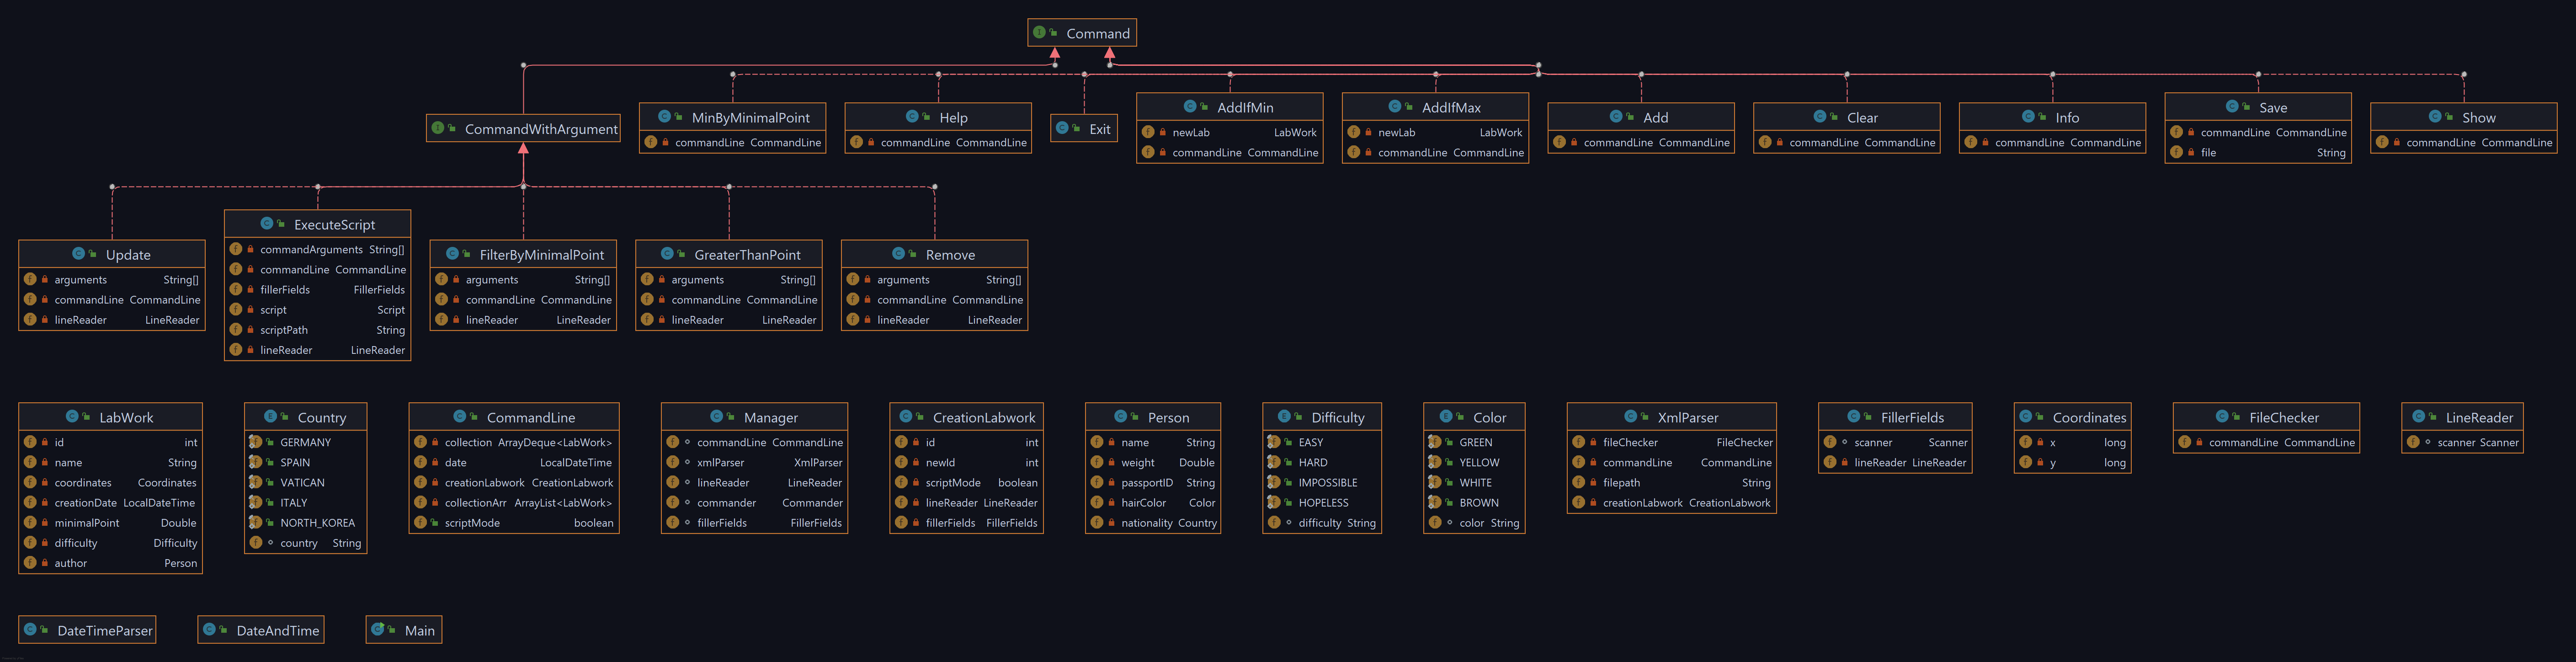 Command
CommandWithArgument
MinByMinimalPoint
commandLine CommandLine
Help
commandLine CommandLine
Exit
AddIfMin
newLab LabWork
commandLine CommandLine
AddIfMax
newLab LabWork
commandLine CommandLine
Add
commandLine CommandLine
Clear
commandLine CommandLine
Info
commandLine CommandLine
Save
commandLine CommandLine
file String
Show
commandLine CommandLine
Update
arguments String[]
commandLine CommandLine
lineReader LineReader
ExecuteScript
commandArguments String[]
commandLine CommandLine
fillerFields FillerFields
script Script
scriptPath String
lineReader LineReader
FilterByMinimalPoint
arguments String[]
commandLine CommandLine
lineReader LineReader
GreaterThanPoint
arguments String[]
commandLine CommandLine
lineReader LineReader
Remove
arguments String[]
commandLine CommandLine
lineReader LineReader
LabWork
id int
name String
coordinates Coordinates
creationDate LocalDateTime
minimalPoint Double
difficulty Difficulty
author Person
Country
GERMANY
SPAIN
VATICAN
ITALY
NORTH_KOREA
country String
CommandLine
collection ArrayDeque<LabWork>
date LocalDateTime
creationLabwork CreationLabwork
collectionArr ArrayList<LabWork>
scriptMode boolean
Manager
commandLine CommandLine
xmlParser XmlParser
lineReader LineReader
commander Commander
fillerFields FillerFields
CreationLabwork
id int
newId int
scriptMode boolean
lineReader LineReader
fillerFields FillerFields
Person
name String
weight Double
passportID String
hairColor Color
nationality Country
Difficulty
EASY
HARD
IMPOSSIBLE
HOPELESS
difficulty String
Color
GREEN
YELLOW
WHITE
BROWN
color String
XmlParser
fileChecker FileChecker
commandLine CommandLine
filepath String
creationLabwork CreationLabwork
FillerFields
scanner Scanner
lineReader LineReader
Coordinates
x long
y long
FileChecker
commandLine CommandLine
LineReader
scanner Scanner
DateTimeParser
DateAndTime
Main